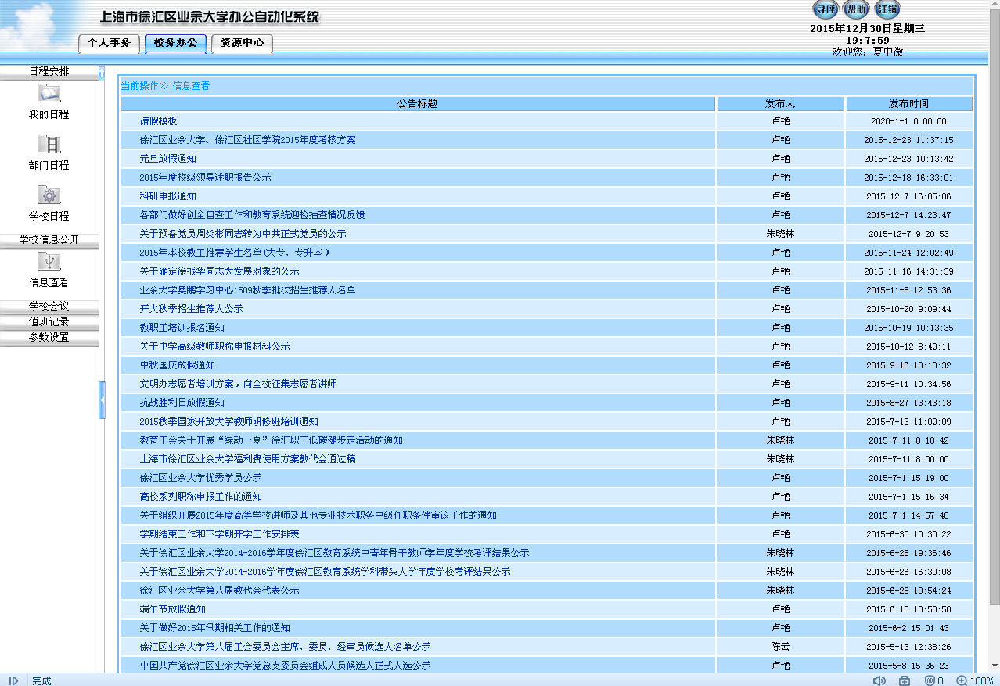 上海市徐汇区业余大学办公自动化系统
寻呼 帮助 注销
2015年12月30日星期三
19:7:59
欢迎您: 夏中微
个人事务 校务办公 资源中心
日程安排
我的日程
部门日程
学校日程
学校信息公开
信息查看
学校会议
值班记录
参数设置
当前操作>> 信息查看
公告标题 发布人 发布时间
请假模板 卢艳 2020-1-1 0:00:00
徐汇区业余大学、徐汇区社区学院2015年度考核方案 卢艳 2015-12-23 11:37:15
元旦放假通知 卢艳 2015-12-23 10:13:42
2015年度校级领导述职报告公示 卢艳 2015-12-18 16:33:01
科研申报通知 卢艳 2015-12-7 16:05:06
各部门做好创全自查工作和教育系统迎检抽查情况反馈 卢艳 2015-12-7 14:23:47
关于预备党员周炎彬同志转为中共正式党员的公示 朱晓林 2015-12-7 9:20:53
2015年本校教工推荐学生名单(大专、专升本） 卢艳 2015-11-24 12:02:49
关于确定徐振华同志为发展对象的公示 卢艳 2015-11-16 14:31:39
业余大学奥鹏学习中心1509秋季批次招生推荐人名单 卢艳 2015-11-5 12:53:36
开大秋季招生推荐人公示 卢艳 2015-10-20 9:09:44
教职工培训报名通知 卢艳 2015-10-19 10:13:35
关于中学高级教师职称申报材料公示 卢艳 2015-10-12 8:49:11
中秋国庆放假通知 卢艳 2015-9-16 10:18:32
文明办志愿者培训方案，向全校征集志愿者讲师 卢艳 2015-9-11 10:34:56
抗战胜利日放假通知 卢艳 2015-8-27 13:43:18
2015秋季国家开放大学教师研修班培训通知 卢艳 2015-7-13 11:09:09
教育工会关于开展“绿动一夏”徐汇职工低碳健步走活动的通知 朱晓林 2015-7-11 8:18:42
上海市徐汇区业余大学福利费使用方案教代会通过稿 朱晓林 2015-7-11 8:00:00
徐汇区业余大学优秀学员公示 卢艳 2015-7-1 15:19:00
高校系列职称申报工作的通知 卢艳 2015-7-1 15:16:34
关于组织开展2015年度高等学校讲师及其他专业技术职务中级任职条件审议工作的通知 卢艳 2015-7-1 14:57:40
学期结束工作和下学期开学工作安排表 卢艳 2015-6-30 10:30:22
关于徐汇区业余大学2014-2016学年度徐汇区教育系统中青年骨干教师学年度学校考评结果公示 朱晓林 2015-6-26 19:36:46
关于徐汇区业余大学2014-2016学年度徐汇区教育系统学科带头人学年度学校考评结果公示 朱晓林 2015-6-26 16:30:08
徐汇区业余大学第八届教代会代表公示 朱晓林 2015-6-25 10:54:24
端午节放假通知 卢艳 2015-6-10 13:58:58
关于做好2015年汛期相关工作的通知 卢艳 2015-6-2 15:01:43
徐汇区业余大学第八届工会委员会主席、委员、经审员候选人名单公示 陈云 2015-5-13 12:38:26
中国共产党徐汇区业余大学党总支委员会组成人员候选人正式人选公示 卢艳 2015-5-8 15:36:23
完成 0 100%